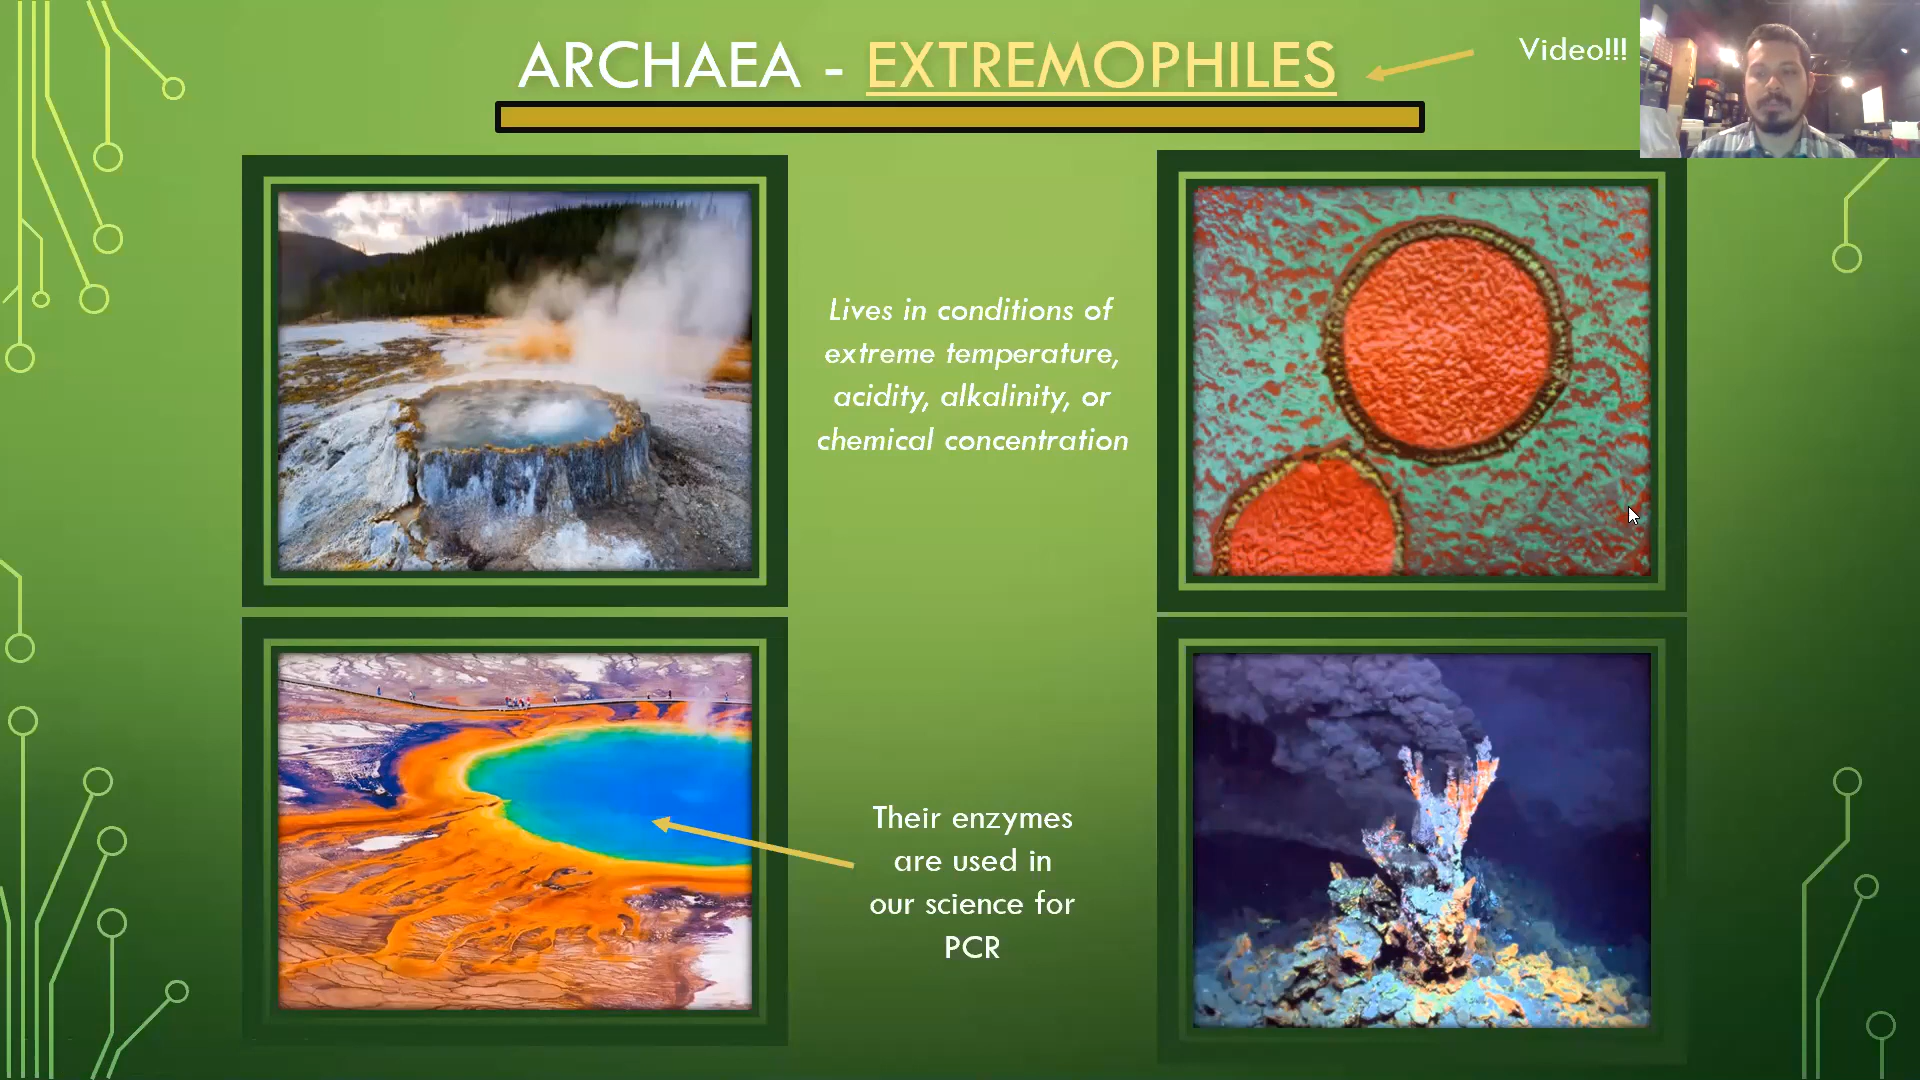 ARCHAEA - EXTREMOPHILES
Video!!!
Lives in conditions of
extreme temperature,
acidity, alkalinity, or
chemical concentration
Their enzymes
are used in
our science for
PCR